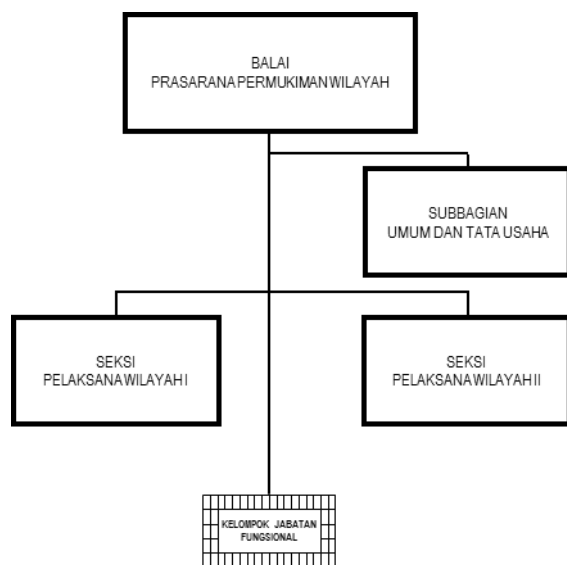 BALAI
PRASARANA PERMUKIMAN WILAYAH
SUBBAGIAN
UMUM DAN TATA USAHA
SEKSI
PELAKSANA WILAYAH I
SEKSI
PELAKSANA WILAYAH II
KELOMPOK JABATAN
FUNGSIONAL